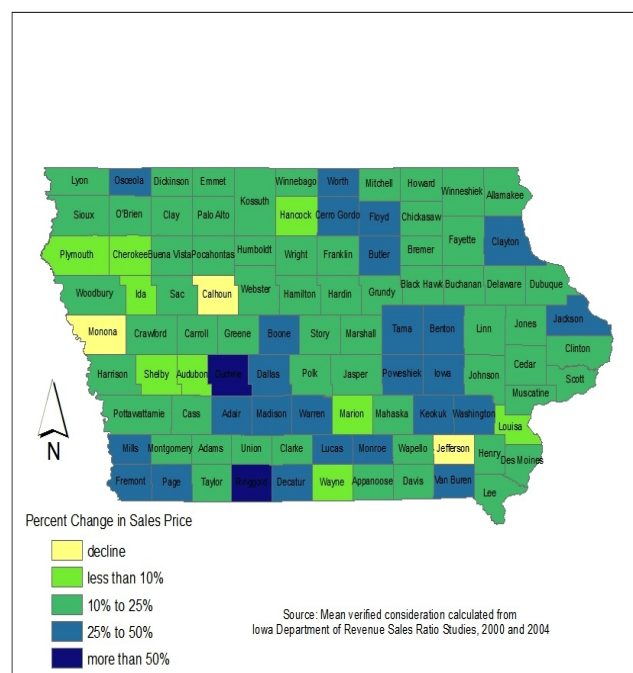 Lyon Osceola Dickinson Emmet Winnebago Worth Mitchell Howard Winneshiek Allamakee
Kossuth
Sioux O'Brien Clay Palo Alto Hancock Cerro Gordo Floyd Chickasaw
Fayette Clayton
Plymouth Cherokee Buena Vista Pocahontas Humboldt Wright Franklin Butler Bremer
Woodbury Ida Sac Calhoun Webster Hamilton Hardin Grundy Black Hawk Buchanan Delaware Dubuque
Jackson
Monona Crawford Carroll Greene Boone Story Marshall Tama Benton Linn Jones
Clinton
Cedar
Harrison Shelby Audubon Guthrie Dallas Polk Jasper Poweshiek Iowa Johnson Scott
Muscatine
Pottawattamie Cass Adair Madison Warren Marion Mahaska Keokuk Washington
Louisa
Mills Montgomery Adams Union Clarke Lucas Monroe Wapello Jefferson Henry
Des Moines
Fremont Page Taylor Ringgold Decatur Wayne Appanoose Davis Van Buren
Lee
N
Percent Change in Sales Price
decline
less than 10%
10% to 25%
25% to 50%
more than 50%
Source: Mean verified consideration calculated from
Iowa Department of Revenue Sales Ratio Studies, 2000 and 2004